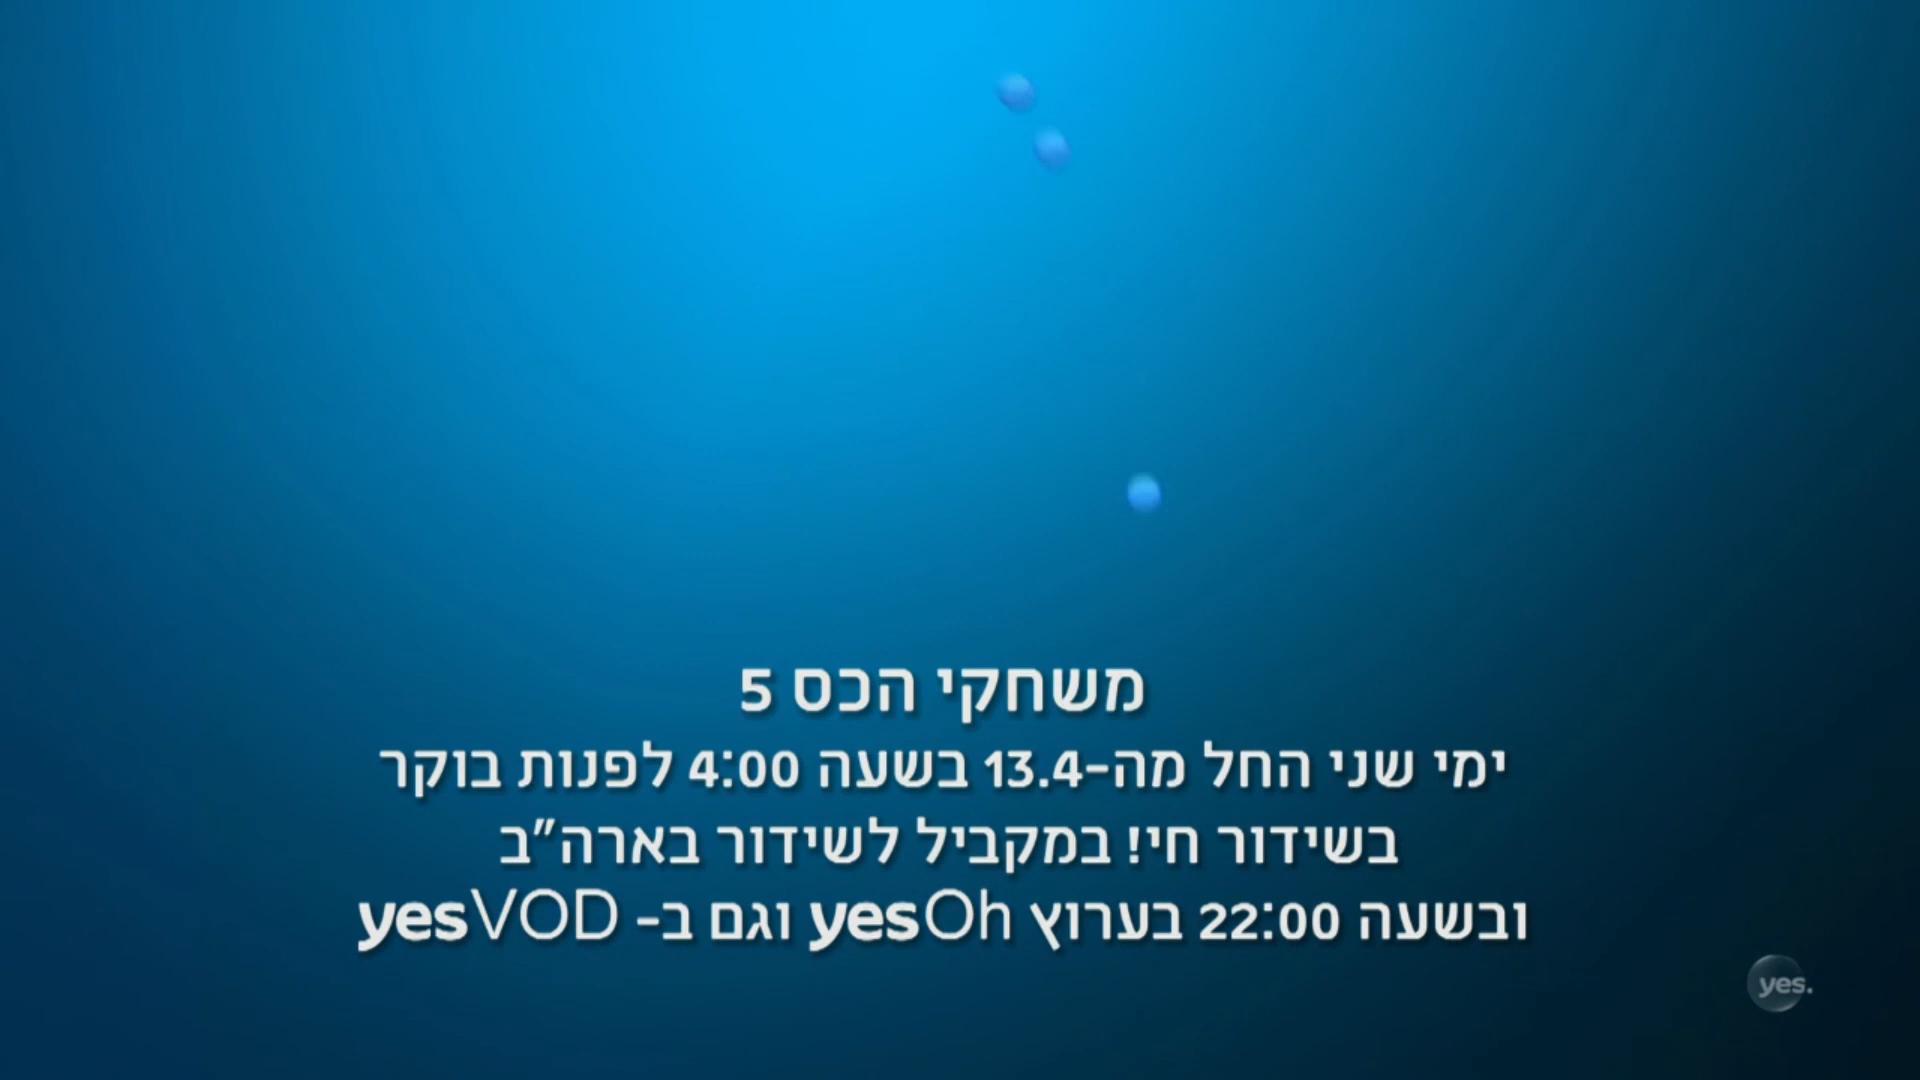 משחקי הכס 5
ימי שני החל מה-13.4 בשעה 4:00 לפנות בוקר
בשידור חי! במקביל לשידור בארה"ב
ובשעה 22:00 בערוץ yesOh וגם ב- yesVOD
yes.